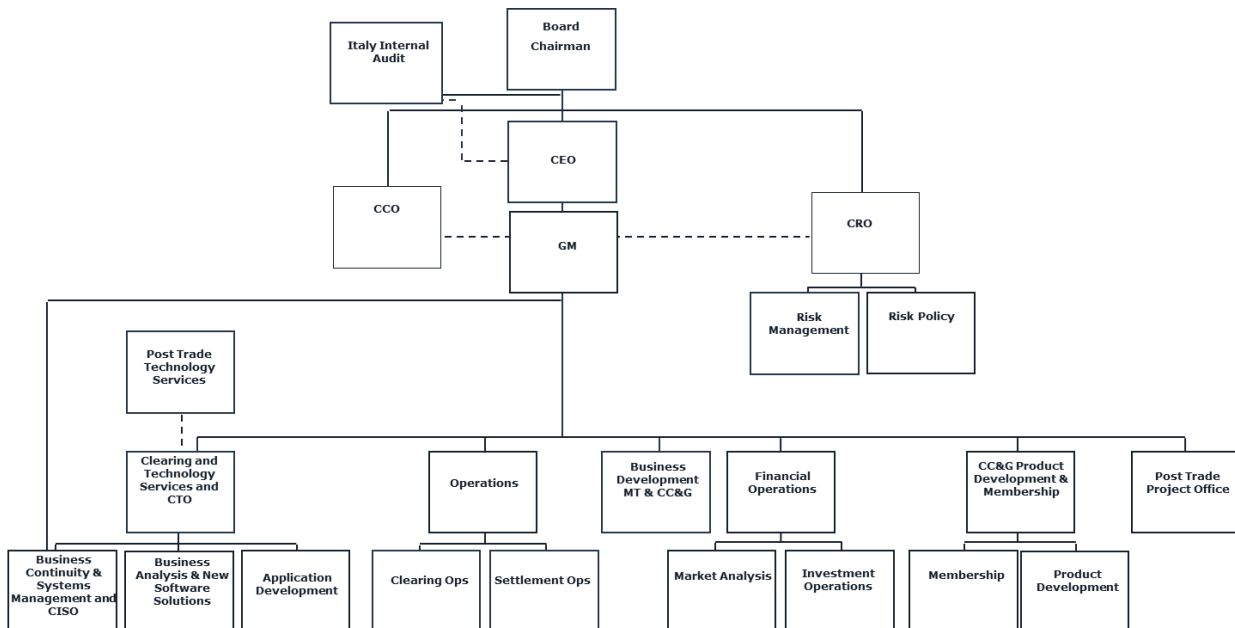 Board
Chairman
Italy Internal
Audit
CEO
CCO
GM
CRO
Risk
Management
Risk Policy
Post Trade
Technology
Services
Clearing and
Technology
Services and
CTO
Operations
Business
Development
MT & CC&G
Financial
Operations
CC&G Product
Development &
Membership
Post Trade
Project Office
Business
Continuity &
Systems
Management and
CISO
Business
Analysis & New
Software
Solutions
Application
Development
Clearing Ops
Settlement Ops
Market Analysis
Investment
Operations
Membership
Product
Development